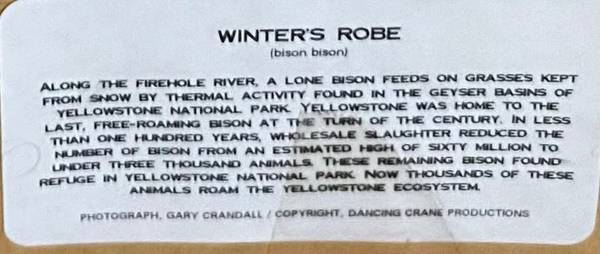 WINTER'S ROBE
(bison bison)
ALONG THE FIREHOLE RIVER, A LONE BISON FEEDS ON GRASSES KEPT
FROM SNOW BY THERMAL ACTIVITY FOUND IN THE GEYSER BASINS OF
YELLOWSTONE NATIONAL PARK. YELLOWSTONE WAS HOME TO THE
LAST, FREE-ROAMING BISON AT THE TURN OF THE CENTURY. IN LESS
THAN ONE HUNDRED YEARS, WHOLESALE SLAUGHTER REDUCED THE
NUMBER OF BISON FROM AN ESTIMATED HIGH OF SIXTY MILLION TO
UNDER THREE THOUSAND ANIMALS. THESE REMAINING BISON FOUND
REFUGE IN YELLOWSTONE NATIONAL PARK. NOW THOUSANDS OF THESE
ANIMALS ROAM THE YELLOWSTONE ECOSYSTEM.
PHOTOGRAPH, GARY CRANDALL / COPYRIGHT, DANCING CRANE PRODUCTIONS